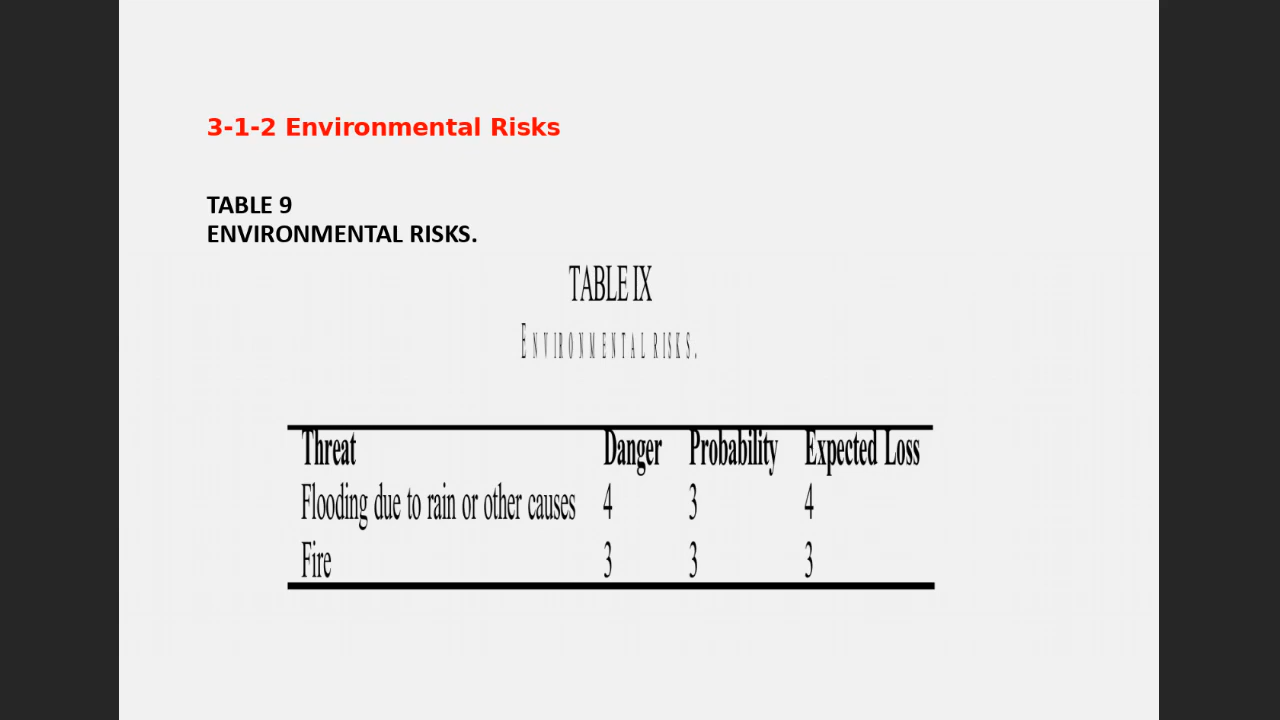 3-1-2 Environmental Risks
TABLE 9
ENVIRONMENTAL RISKS.
TABLE IX
ENVIRONMENTAL RISKS.
Threat Danger Probability Expected Loss
Flooding due to rain or other causes 4 3 4
Fire 3 3 3